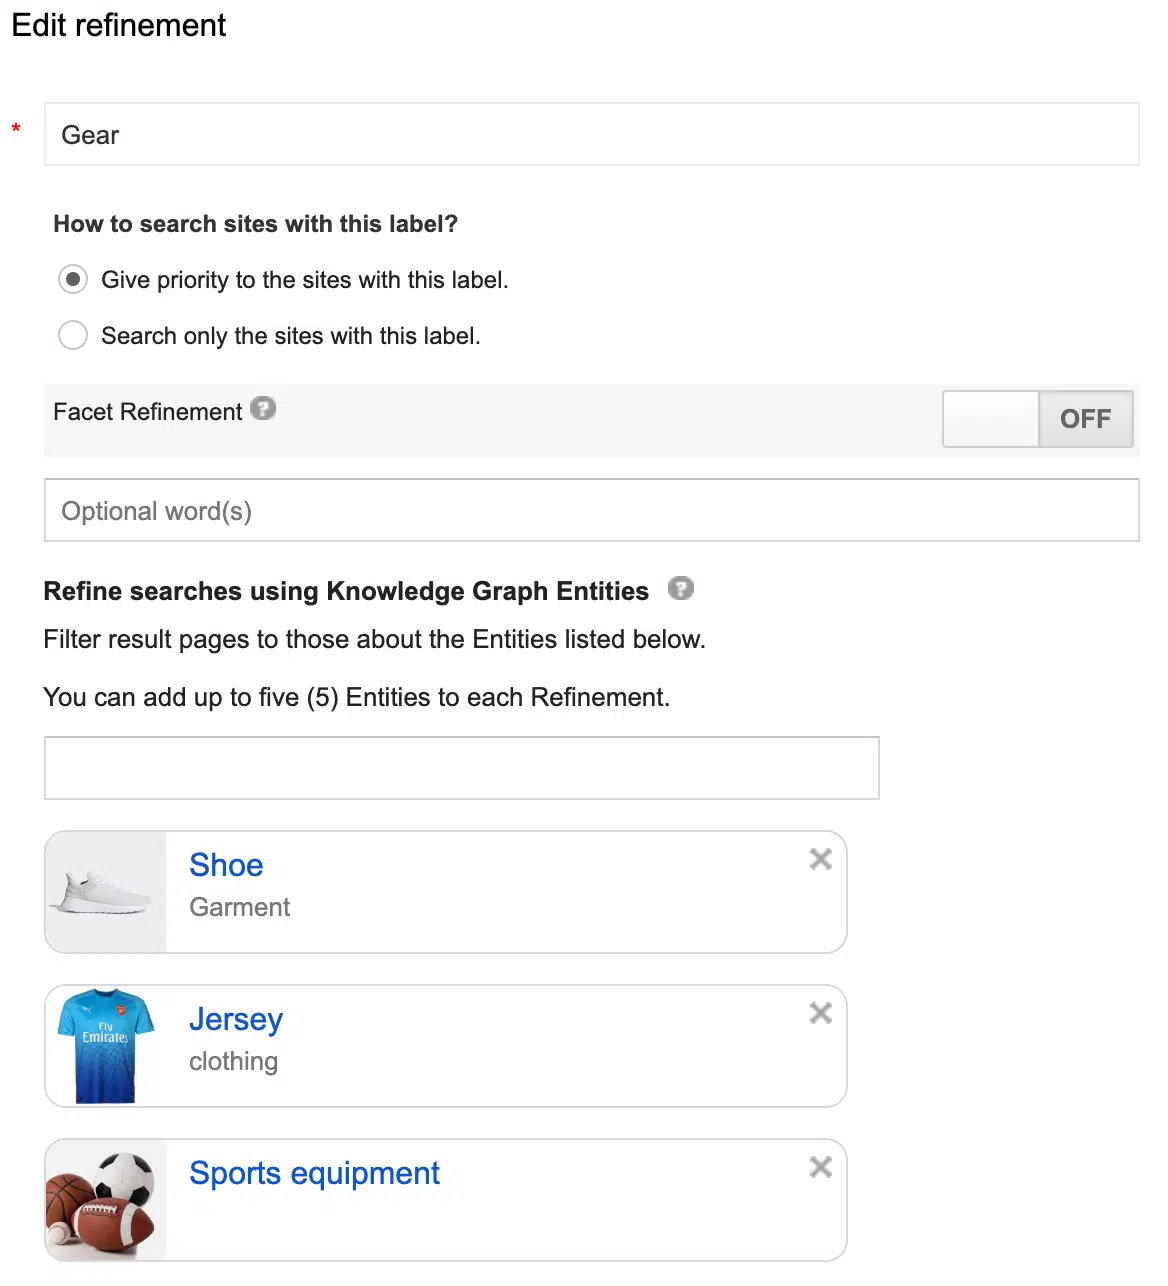 Edit refinement
*
Gear
How to search sites with this label?
Give priority to the sites with this label.
Search only the sites with this label.
Facet Refinement ?
OFF
Optional word(s)
Refine searches using Knowledge Graph Entities ?
Filter result pages to those about the Entities listed below.
You can add up to five (5) Entities to each Refinement.
Shoe
Garment
Fly
Emirates
Jersey
clothing
Sports equipment